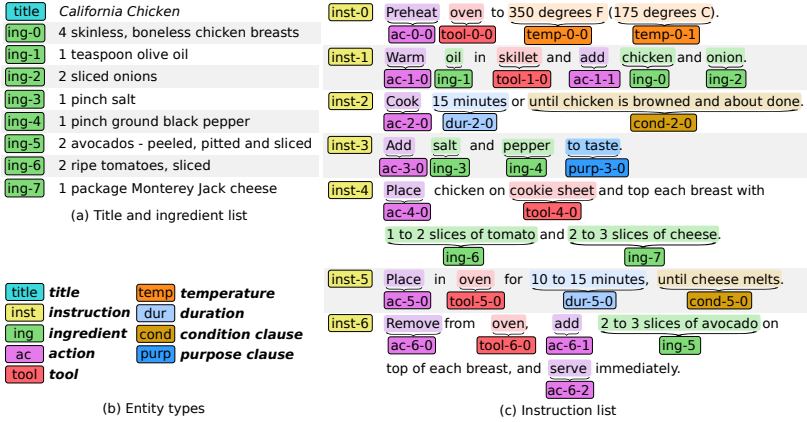 title California Chicken
ing-0 4 skinless, boneless chicken breasts
ing-1 1 teaspoon olive oil
ing-2 2 sliced onions
ing-3 1 pinch salt
ing-4 1 pinch ground black pepper
ing-5 2 avocados - peeled, pitted and sliced
ing-6 2 ripe tomatoes, sliced
ing-7 1 package Monterey Jack cheese
(a) Title and ingredient list
title title
inst instruction
ing ingredient
ac action
tool tool
temp temperature
dur duration
cond condition clause
purp purpose clause
(b) Entity types
inst-0 Preheat oven to 350 degrees F (175 degrees C).
ac-0-0 tool-0-0 temp-0-0 temp-0-1
inst-1 Warm oil in skillet and add chicken and onion.
ac-1-0 ing-1 tool-1-0 ac-1-1 ing-0 ing-2
inst-2 Cook 15 minutes or until chicken is browned and about done.
ac-2-0 dur-2-0 cond-2-0
inst-3 Add salt and pepper to taste.
ac-3-0 ing-3 ing-4 purp-3-0
inst-4 Place chicken on cookie sheet and top each breast with
ac-4-0 tool-4-0
1 to 2 slices of tomato and 2 to 3 slices of cheese.
ing-6 ing-7
inst-5 Place in oven for 10 to 15 minutes, until cheese melts.
ac-5-0 tool-5-0 dur-5-0 cond-5-0
inst-6 Remove from oven, add 2 to 3 slices of avocado on
ac-6-0 tool-6-0 ac-6-1 ing-5
top of each breast, and serve immediately.
ac-6-2
(c) Instruction list